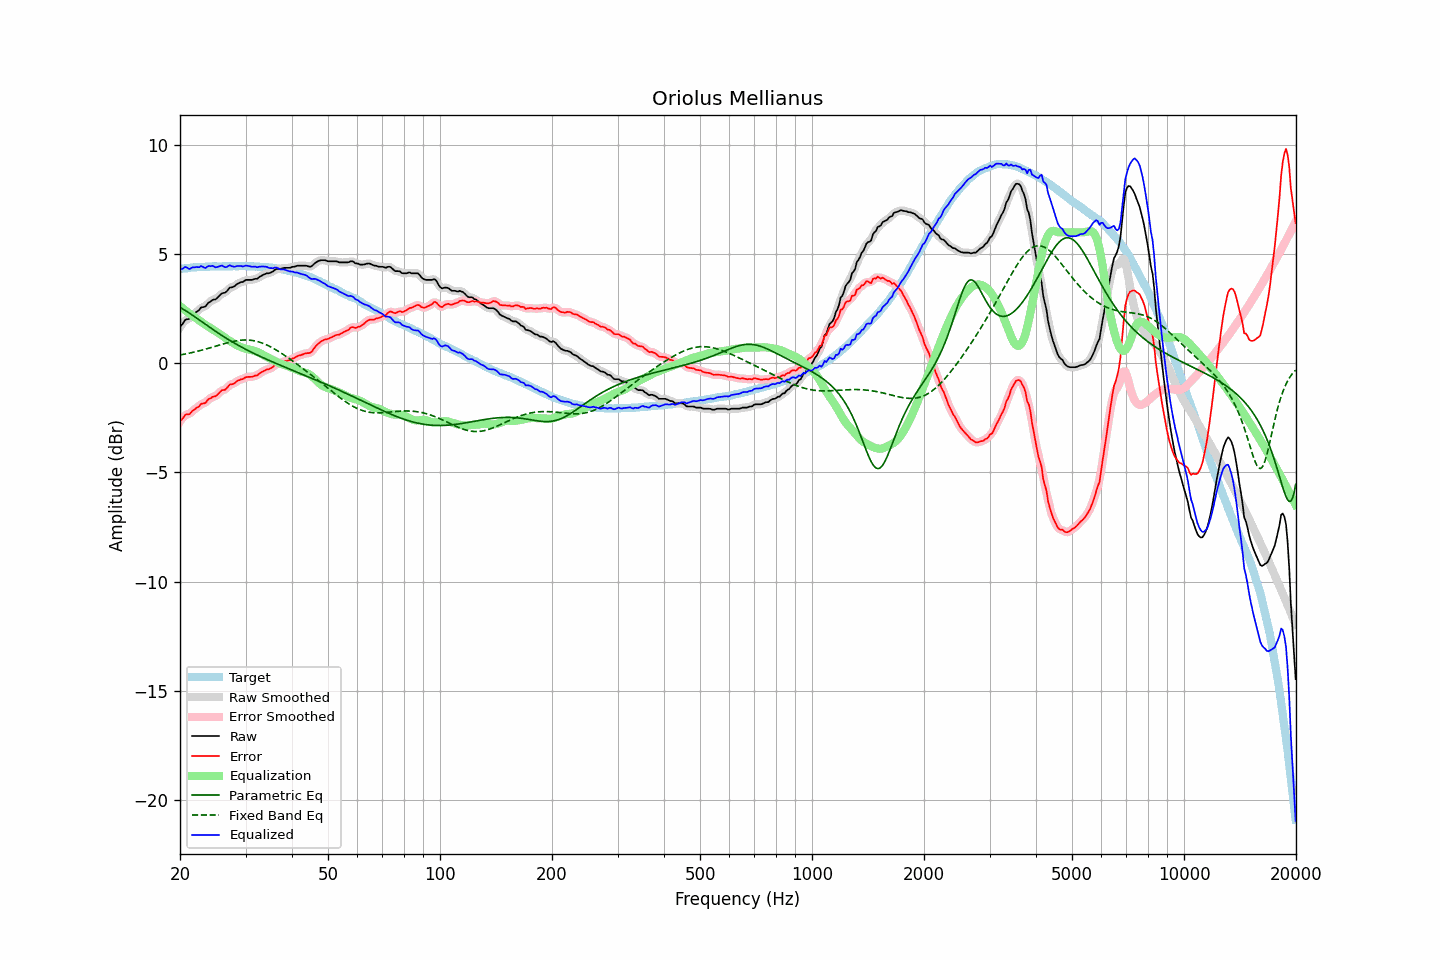 Oriolus Mellianus
10
5
0
−5
−10
−15
−20
Amplitude (dBr)
Target
Raw Smoothed
Error Smoothed
Raw
Error
Equalization
Parametric Eq
Fixed Band Eq
Equalized
20 50 100 200 500 1000 2000 5000 10000 20000
Frequency (Hz)